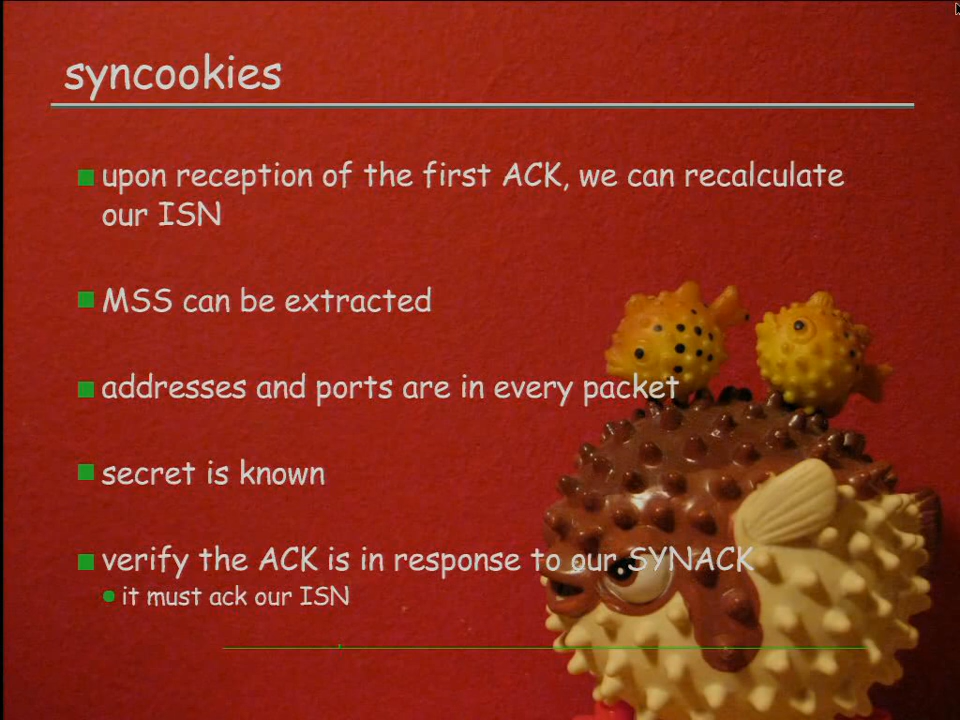 syncookies
upon reception of the first ACK, we can recalculate
our ISN
MSS can be extracted
addresses and ports are in every packet
secret is known
verify the ACK is in response to our SYNACK
it must ack our ISN